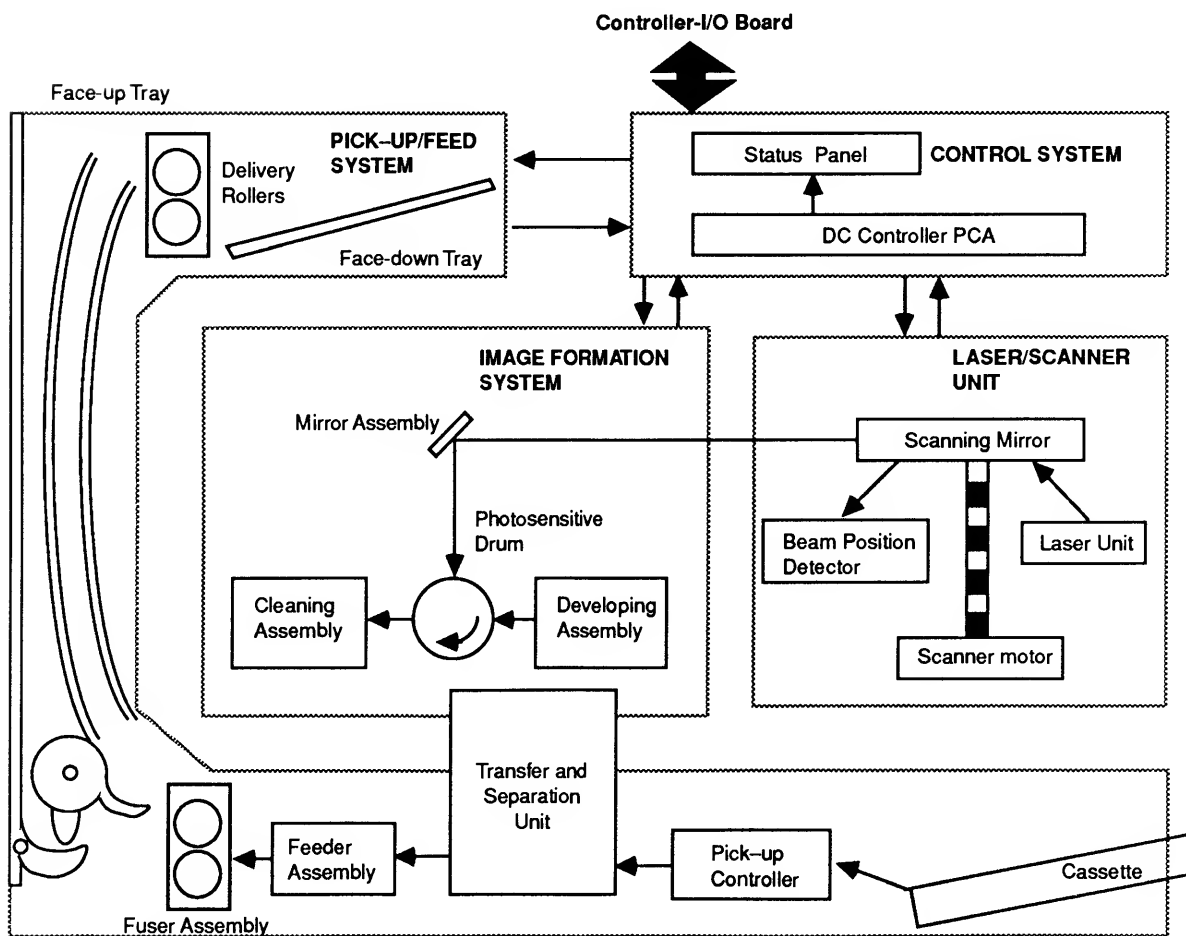 Controller-I/O Board
Face-up Tray
PICK–UP/FEED
SYSTEM
Delivery
Rollers
Face-down Tray
Status Panel
CONTROL SYSTEM
DC Controller PCA
IMAGE FORMATION
SYSTEM
Mirror Assembly
Photosensitive
Drum
Cleaning
Assembly
Developing
Assembly
LASER/SCANNER
UNIT
Scanning Mirror
Beam Position
Detector
Laser Unit
Scanner motor
Transfer and
Separation
Unit
Feeder
Assembly
Pick–up
Controller
Cassette
Fuser Assembly